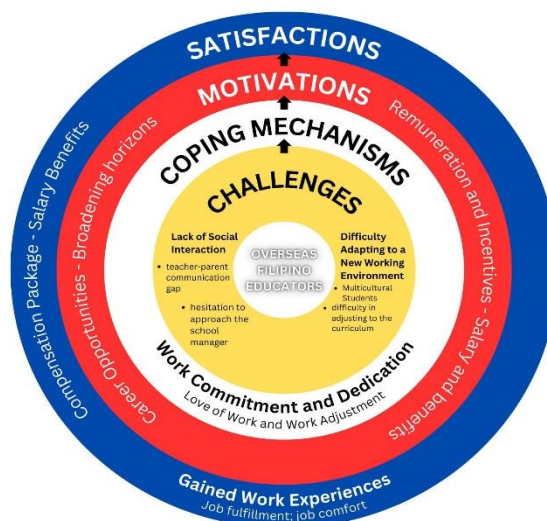 SATISFACTIONS
MOTIVATIONS
COPING MECHANISMS
CHALLENGES
Lack of Social
Interaction
• teacher-parent
communication
gap
• hesitation to
approach the
school
manager
OVERSEAS
FILIPINO
EDUCATORS
Difficulty
Adapting to a
New Working
Environment
• Multicultural
Students
• difficulty in
adjusting to the
curriculum
Work Commitment and Dedication
Love of Work and Work Adjustment
Career Opportunities - Broadening horizons
Remuneration and Incentives - Salary and benefits
Compensation Package - Salary Benefits
Gained Work Experiences
Job fulfillment; job comfort